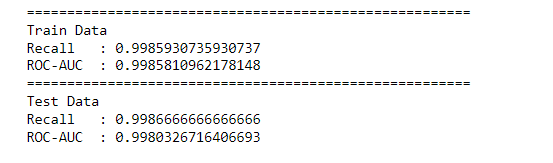 =======================================================
Train Data
Recall   : 0.9985930735930737
ROC-AUC  : 0.9985810962178148
=======================================================
Test Data
Recall   : 0.9986666666666666
ROC-AUC  : 0.9980326716406693